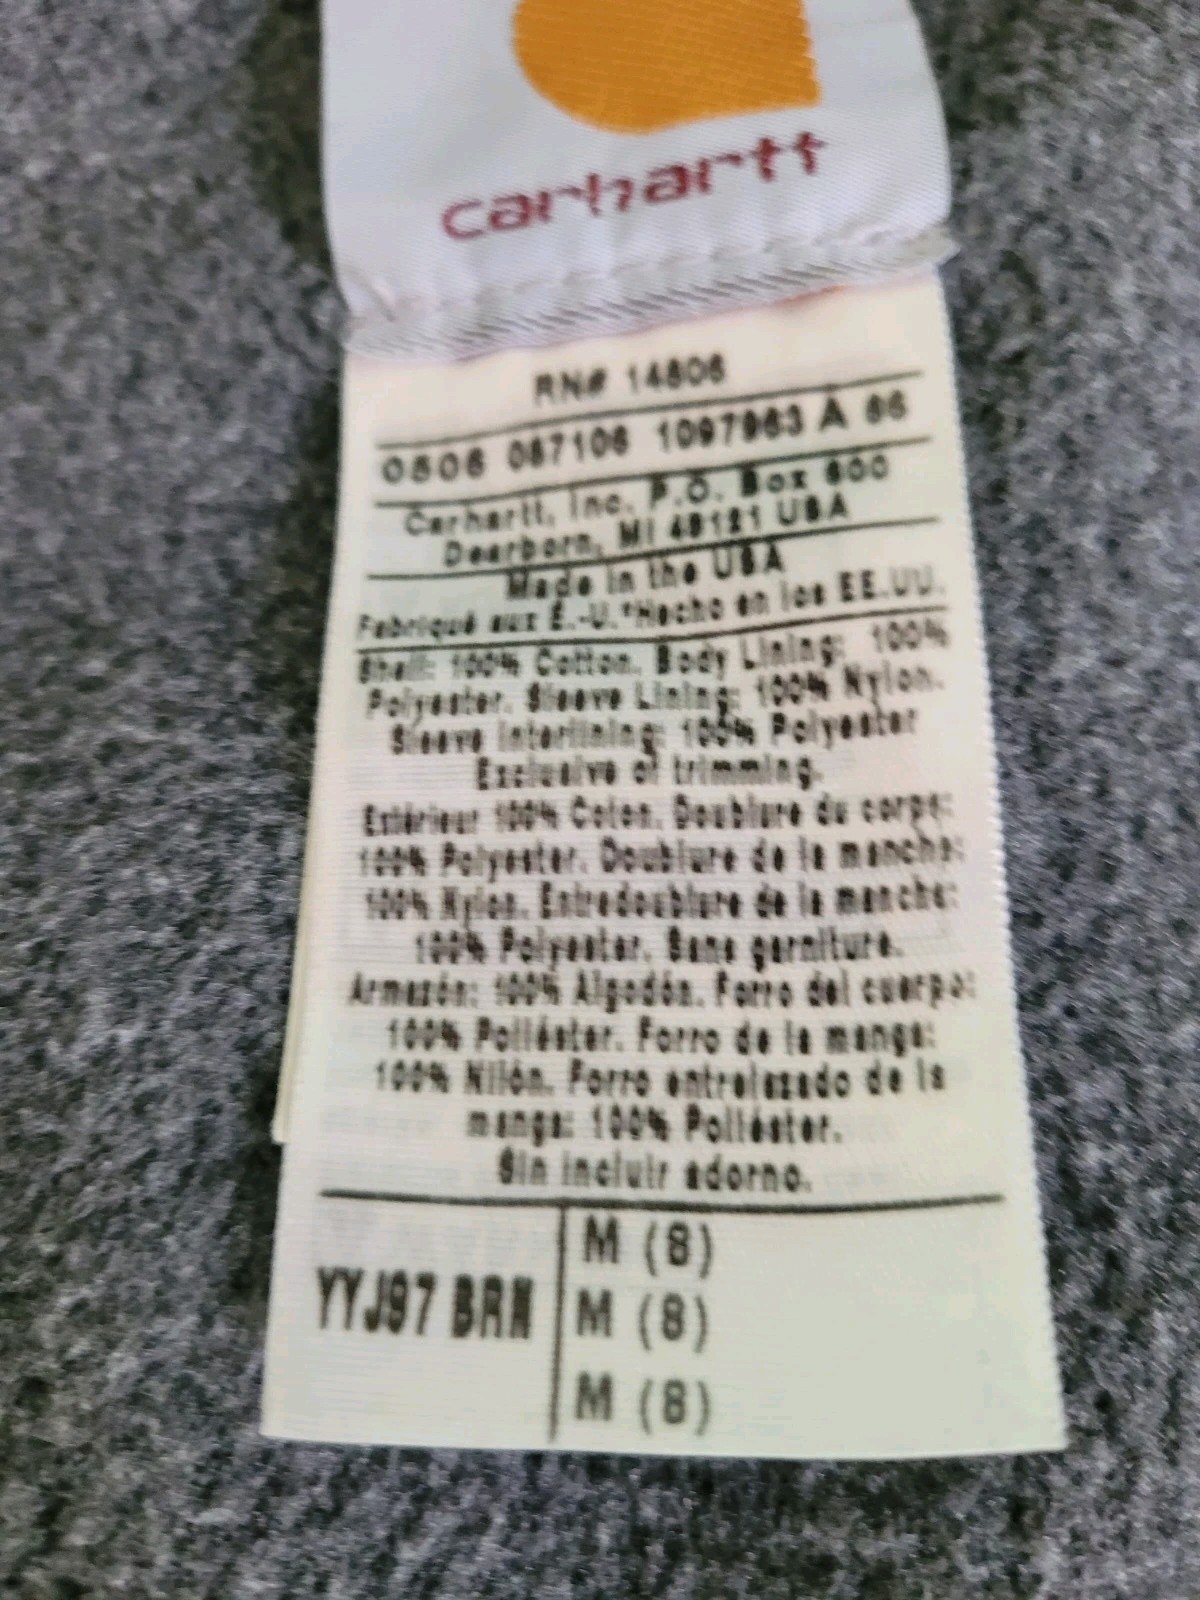 carhartt
RN# 14806
Carhartt, Inc. P.O. Box 600
Dearborn, MI 48121 USA
Made in the USA
Fabriqué aux É.-U.*Hecho en los EE.UU.
Shell: 100% Cotton. Body Lining: 100%
Polyester. Sleeve Lining: 100% Nylon.
Sleeve Interlining: 100% Polyester
Exclusive of trimming.
Extérieur 100% Coton. Doublure du corps:
100% Polyester. Doublure de la manche:
100% Nylon. Entredoublure de la manche:
100% Polyester. Sans garniture.
Armazón: 100% Algodón. Forro del cuerpo:
100% Poliéster. Forro de la manga:
100% Nilón. Forro entrelazado de la
manga: 100% Poliéster.
Sin incluir adorno.
YYJ97 BRN
M (8)
M (8)
M (8)